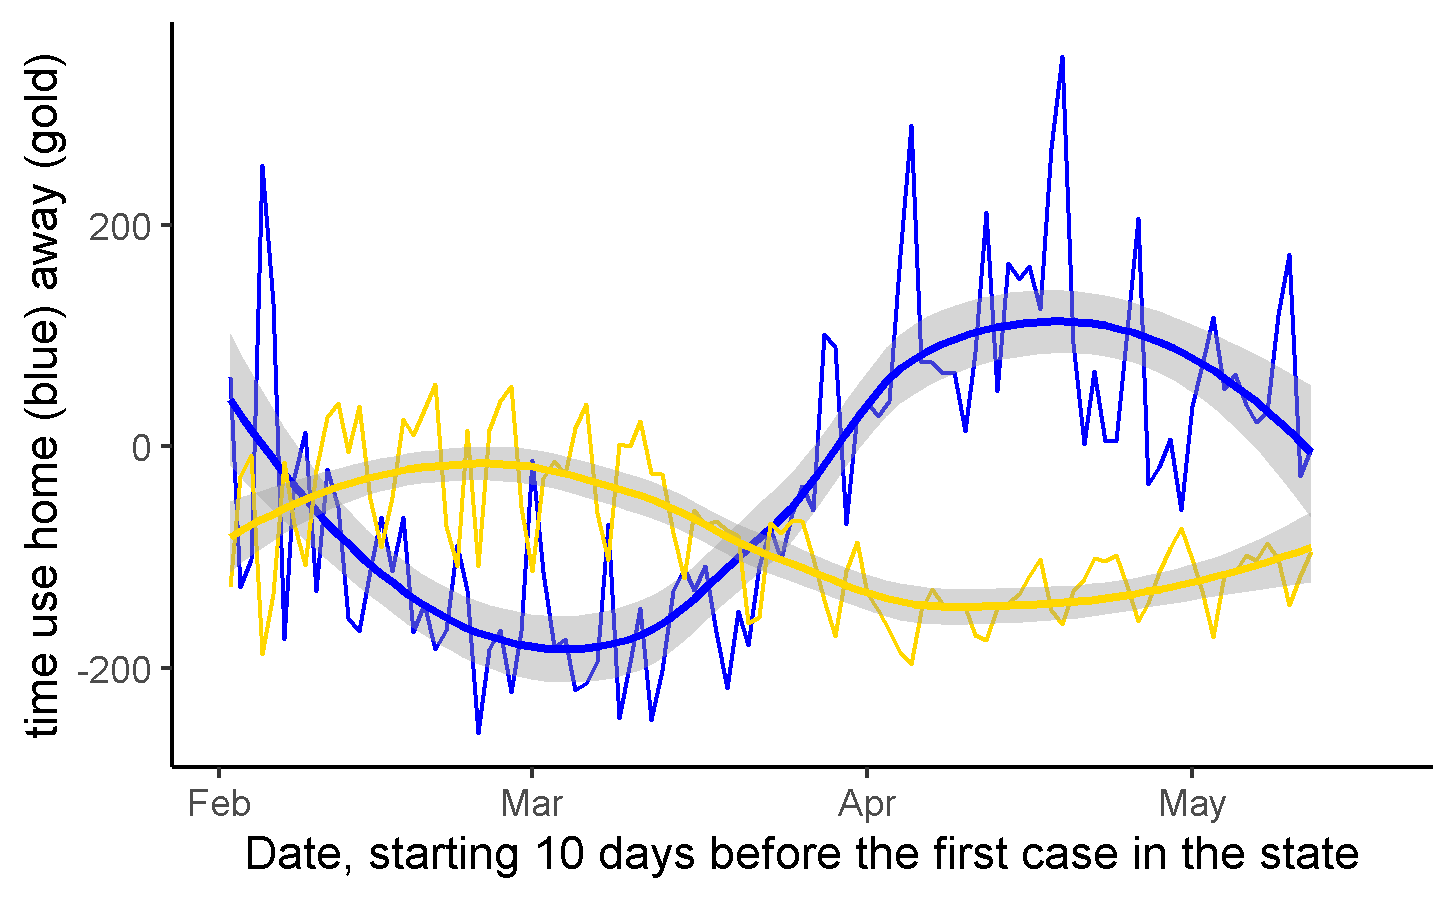 time use home (blue) away (gold)
200
0
-200
Feb
Mar
Apr
May
Date, starting 10 days before the first case in the state